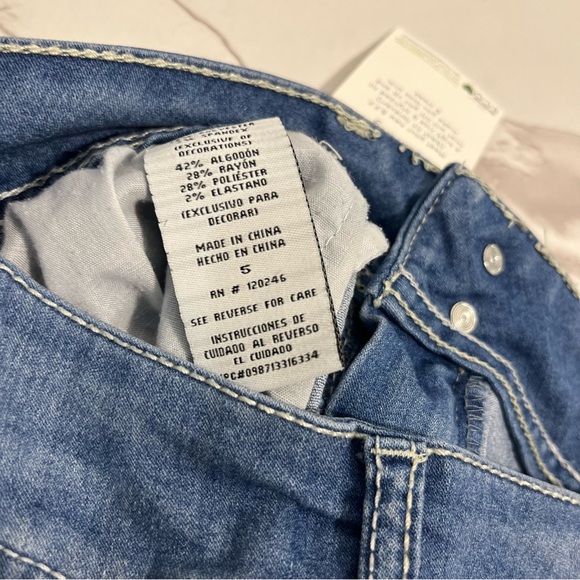 % SPANDEX
(EXCLUSIVE OF
DECORATIONS)
42% ALGODÓN
28% RAYÓN
28% POLIÉSTER
2% ELASTANO
(EXCLUSIVO PARA
DECORAR)
MADE IN CHINA
HECHO EN CHINA
5
RN # 120246
SEE REVERSE FOR CARE
INSTRUCCIONES DE
CUIDADO AL REVERSO
EL CUIDADO
PC#098713316334